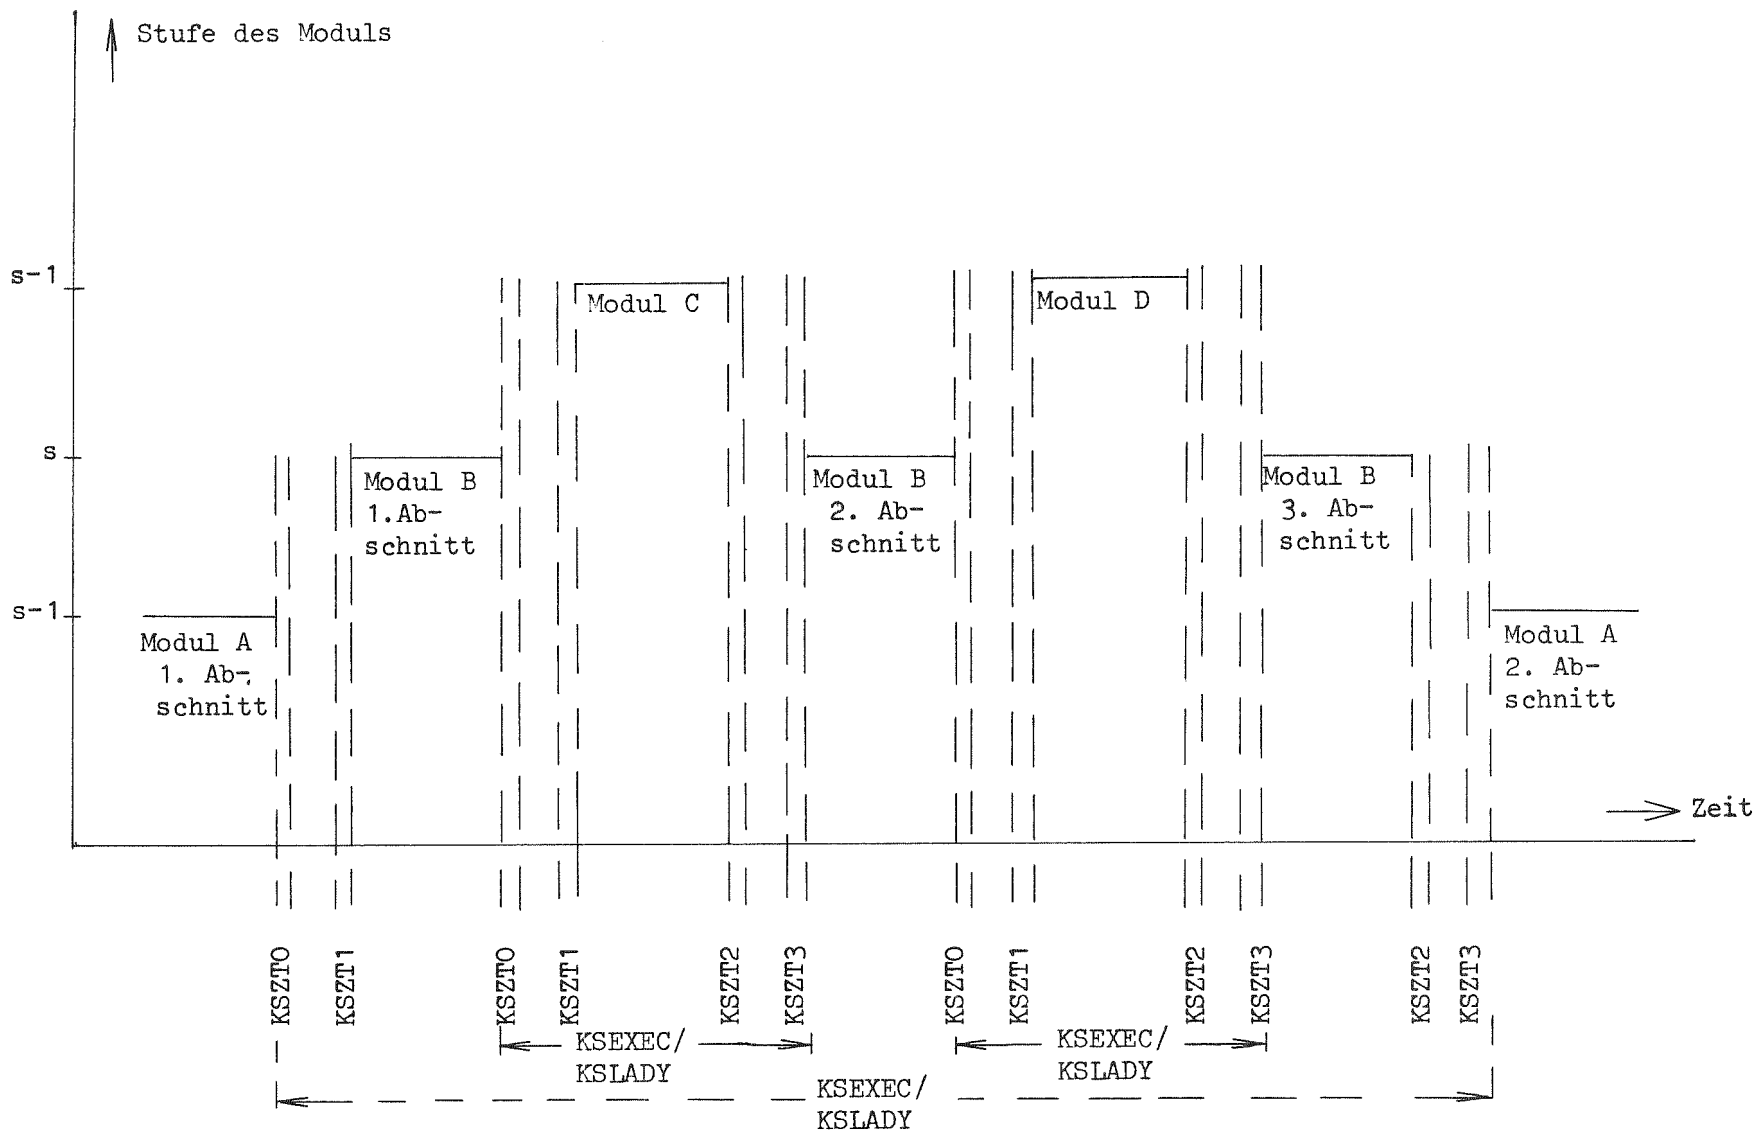 Stufe des Moduls
s-1
Modul C
Modul D
s
Modul B
1.Ab-
schnitt
Modul B
2. Ab-
schnitt
Modul B
3. Ab-
schnitt
s-1
Modul A
1. Ab-
schnitt
Modul A
2. Ab-
schnitt
Zeit
KSZT0
KSZT1
KSZT0
KSZT1
KSZT2
KSZT3
KSZT0
KSZT1
KSZT2
KSZT3
KSZT2
KSZT3
KSEXEC/
KSLADY
KSEXEC/
KSLADY
KSEXEC/
KSLADY